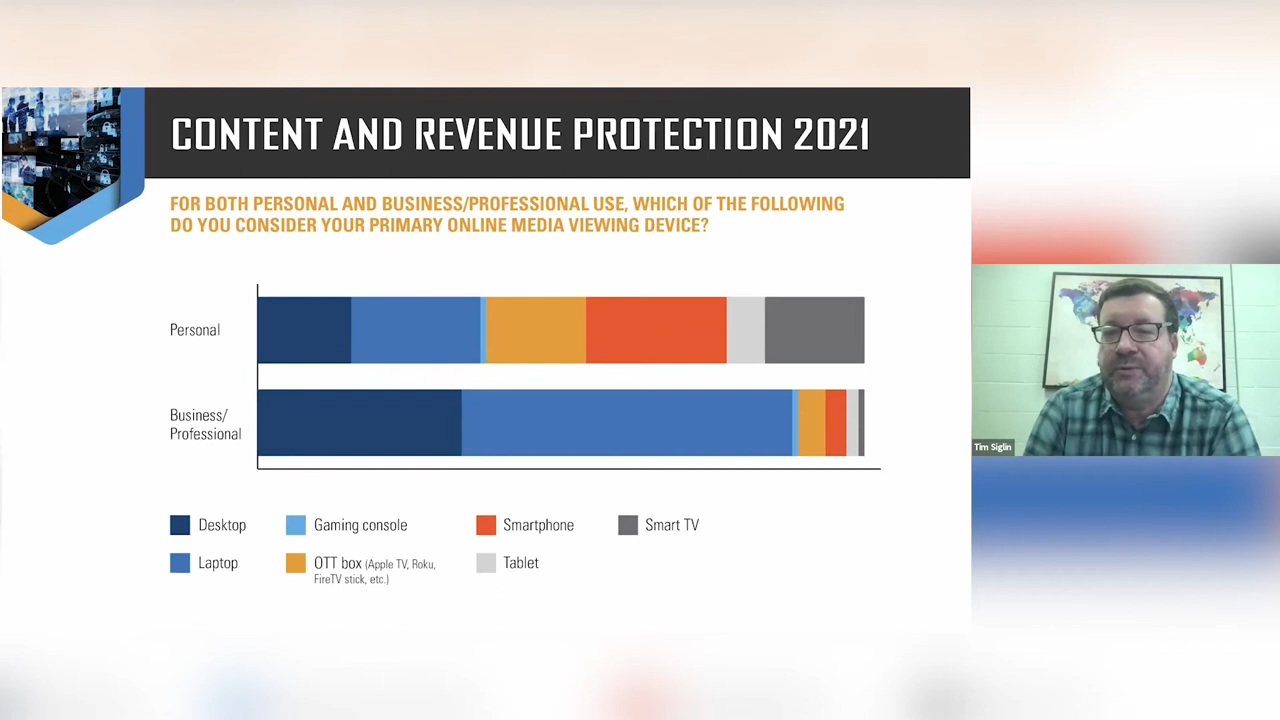 CONTENT AND REVENUE PROTECTION 2021
FOR BOTH PERSONAL AND BUSINESS/PROFESSIONAL USE, WHICH OF THE FOLLOWING
DO YOU CONSIDER YOUR PRIMARY ONLINE MEDIA VIEWING DEVICE?
Personal
Business/
Professional
Desktop
Gaming console
Smartphone
Smart TV
Laptop
OTT box (Apple TV, Roku,
FireTV stick, etc.)
Tablet
Tim Siglin